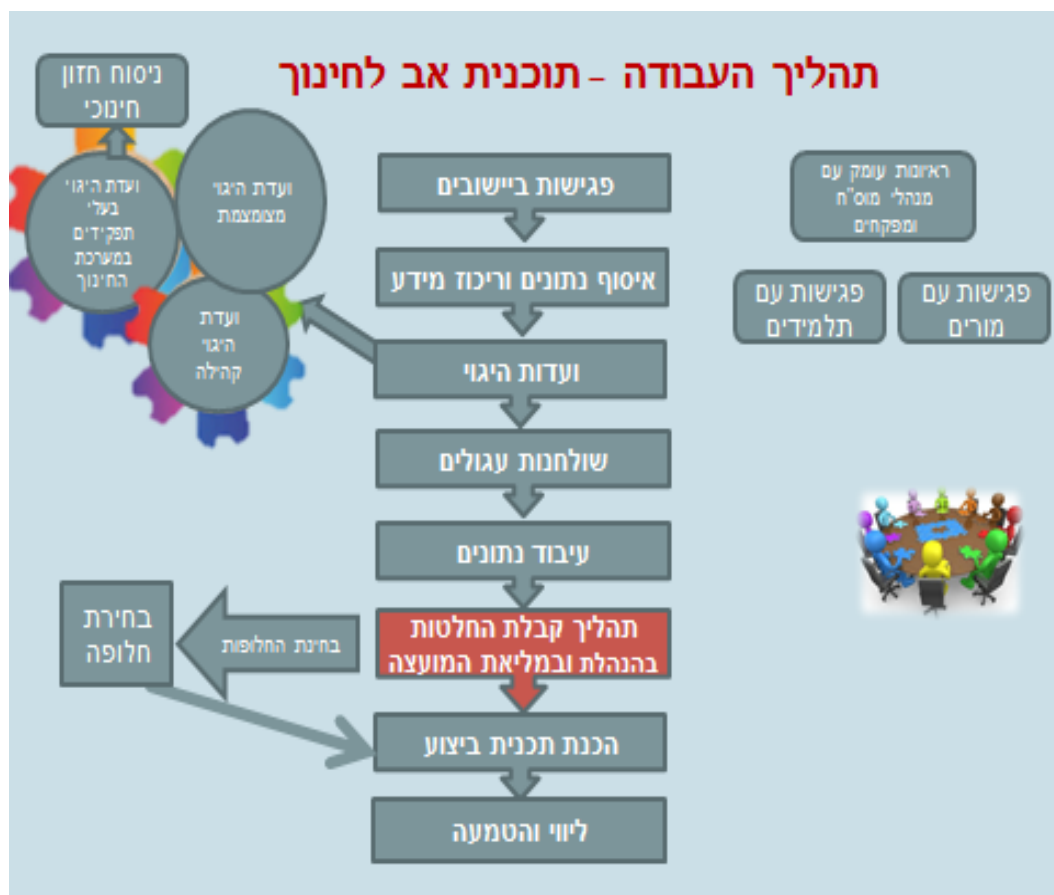 תהליך העבודה – תוכנית אב לחינוך
ניסוח חזון
חינוכי
ועדת היגוי
בעלי
תפקידים
במערכת
החינוך
ועדת היגוי
מצומצמת
ועדת
היגוי
קהילה
פגישות ביישובים
איסוף נתונים וריכוז מידע
ועדות היגוי
שולחנות עגולים
עיבוד נתונים
תהליך קבלת החלטות
בהנהלת ובמליאת המועצה
הכנת תכנית ביצוע
ליווי והטמעה
ראיונות עומק עם
מנהלי מוס"ח
ומפקחים
פגישות עם
מורים
פגישות עם
תלמידים
בחינת החלופות
בחירת
חלופה